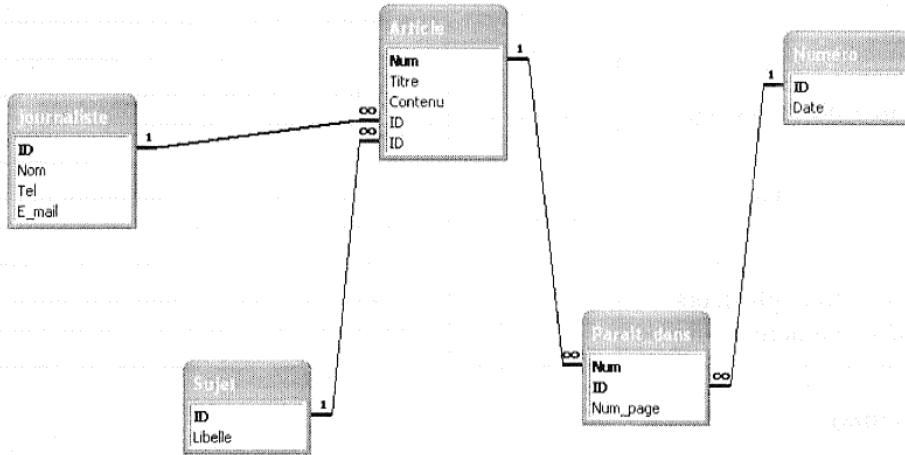 Article
Num
Titre
Contenu
ID
ID
1
∞
∞
journaliste
ID
Nom
Tel
E_mail
1
Sujet
ID
Libelle
1
Numéro
ID
Date
1
Parait_dans
Num
ID
Num_page
∞
∞